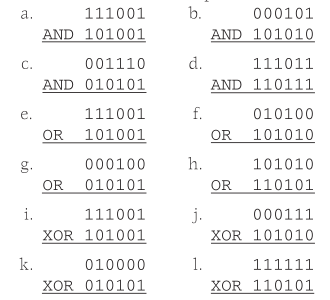 a. 111001 b. 000101
AND 101001 AND 101010
c. 001110 d. 111011
AND 010101 AND 110111
e. 111001 f. 010100
OR 101001 OR 101010
g. 000100 h. 101010
OR 010101 OR 110101
i. 111001 j. 000111
XOR 101001 XOR 101010
k. 010000 l. 111111
XOR 010101 XOR 110101